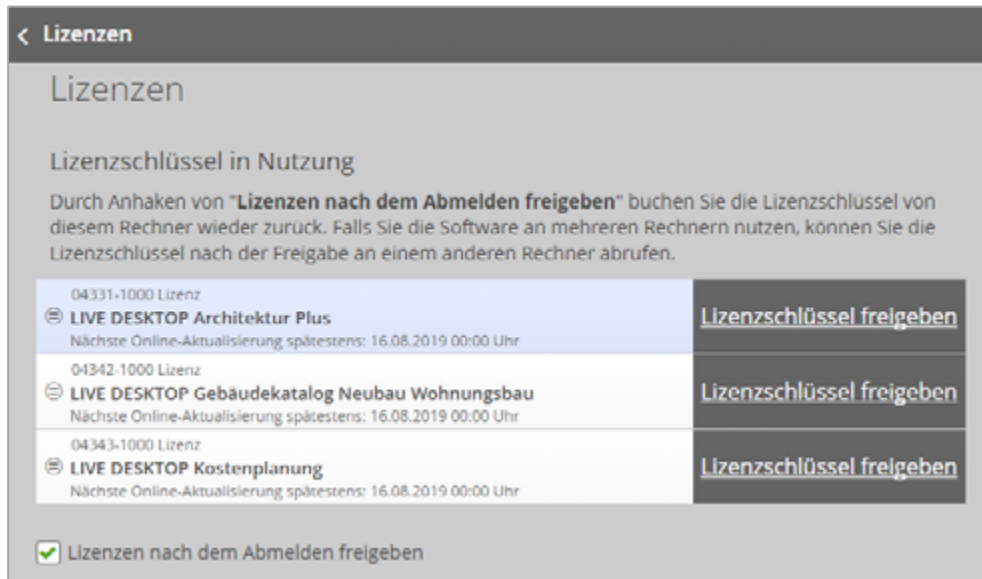 Lizenzen
Lizenzen
Lizenzschlüssel in Nutzung
Durch Anhaken von "Lizenzen nach dem Abmelden freigeben" buchen Sie die Lizenzschlüssel von
diesem Rechner wieder zurück. Falls Sie die Software an mehreren Rechnern nutzen, können Sie die
Lizenzschlüssel nach der Freigabe an einem anderen Rechner abrufen.
04331-1000 Lizenz
LIVE DESKTOP Architektur Plus
Nächste Online-Aktualisierung spätestens: 16.08.2019 00:00 Uhr
Lizenzschlüssel freigeben
04342-1000 Lizenz
LIVE DESKTOP Gebäudekatalog Neubau Wohnungsbau
Nächste Online-Aktualisierung spätestens: 16.08.2019 00:00 Uhr
Lizenzschlüssel freigeben
04343-1000 Lizenz
LIVE DESKTOP Kostenplanung
Nächste Online-Aktualisierung spätestens: 16.08.2019 00:00 Uhr
Lizenzschlüssel freigeben
Lizenzen nach dem Abmelden freigeben